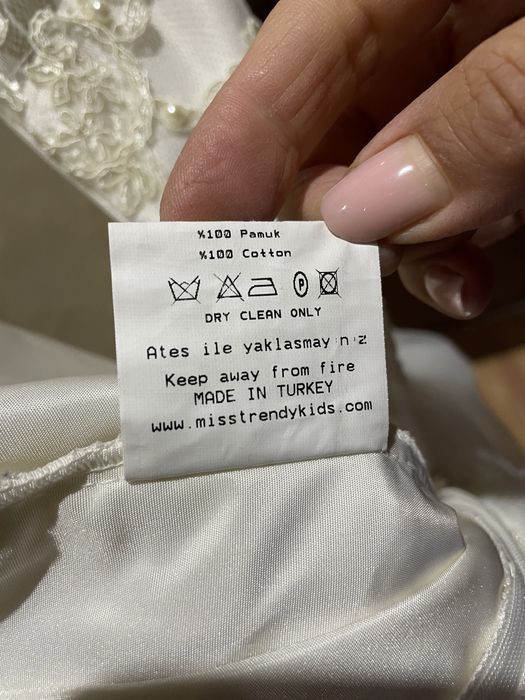 %100 Pamuk
%100 Cotton
P
DRY CLEAN ONLY
Ates ile yaklasmay n z
Keep away from fire
MADE IN TURKEY
www.misstrendykids.com